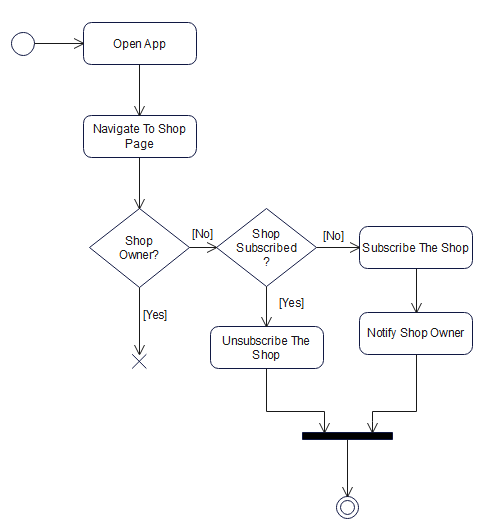 Open App
Navigate To Shop
Page
Shop
Owner?
[No]
Shop
Subscribed
?
[No]
Subscribe The Shop
[Yes]
[Yes]
Unsubscribe The
Shop
Notify Shop Owner